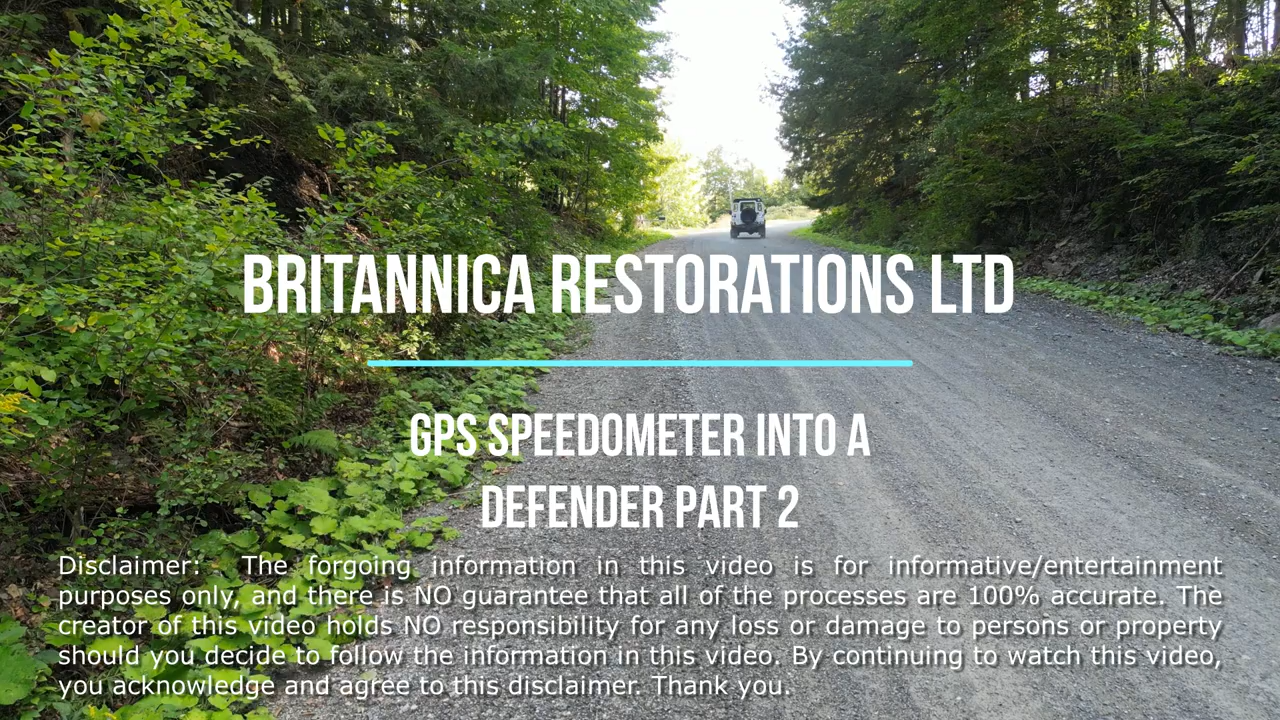 BRITANNICA RESTORATIONS LTD
GPS SPEEDOMETER INTO A
DEFENDER PART 2
Disclaimer: The forgoing information in this video is for informative/entertainment
purposes only, and there is NO guarantee that all of the processes are 100% accurate. The
creator of this video holds NO responsibility for any loss or damage to persons or property
should you decide to follow the information in this video. By continuing to watch this video,
you acknowledge and agree to this disclaimer. Thank you.